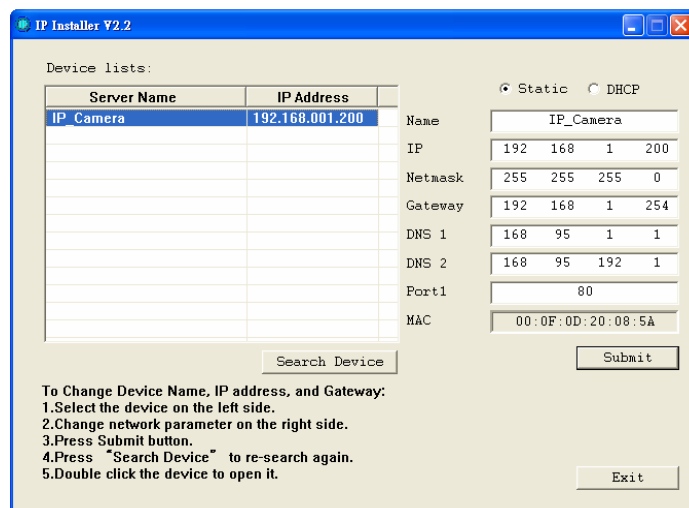 IP Installer V2.2
Device lists:
Server Name IP Address
IP_Camera 192.168.001.200
Static DHCP
Name IP_Camera
IP 192 168 1 200
Netmask 255 255 255 0
Gateway 192 168 1 254
DNS 1 168 95 1 1
DNS 2 168 95 192 1
Port1 80
MAC 00:0F:0D:20:08:5A
Search Device
Submit
To Change Device Name, IP address, and Gateway:
1.Select the device on the left side.
2.Change network parameter on the right side.
3.Press Submit button.
4.Press “Search Device” to re-search again.
5.Double click the device to open it.
Exit